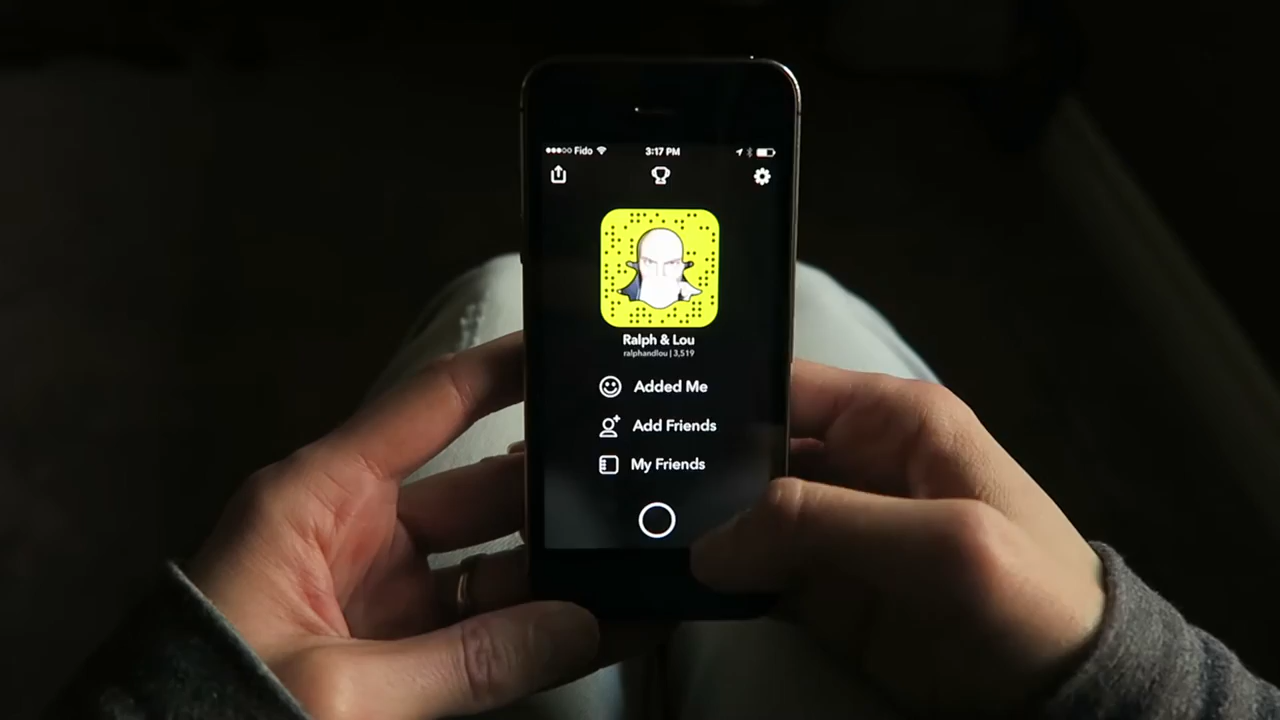 Fido 3:17 PM
Ralph & Lou
ralphandlou | 3,519
Added Me
Add Friends
My Friends